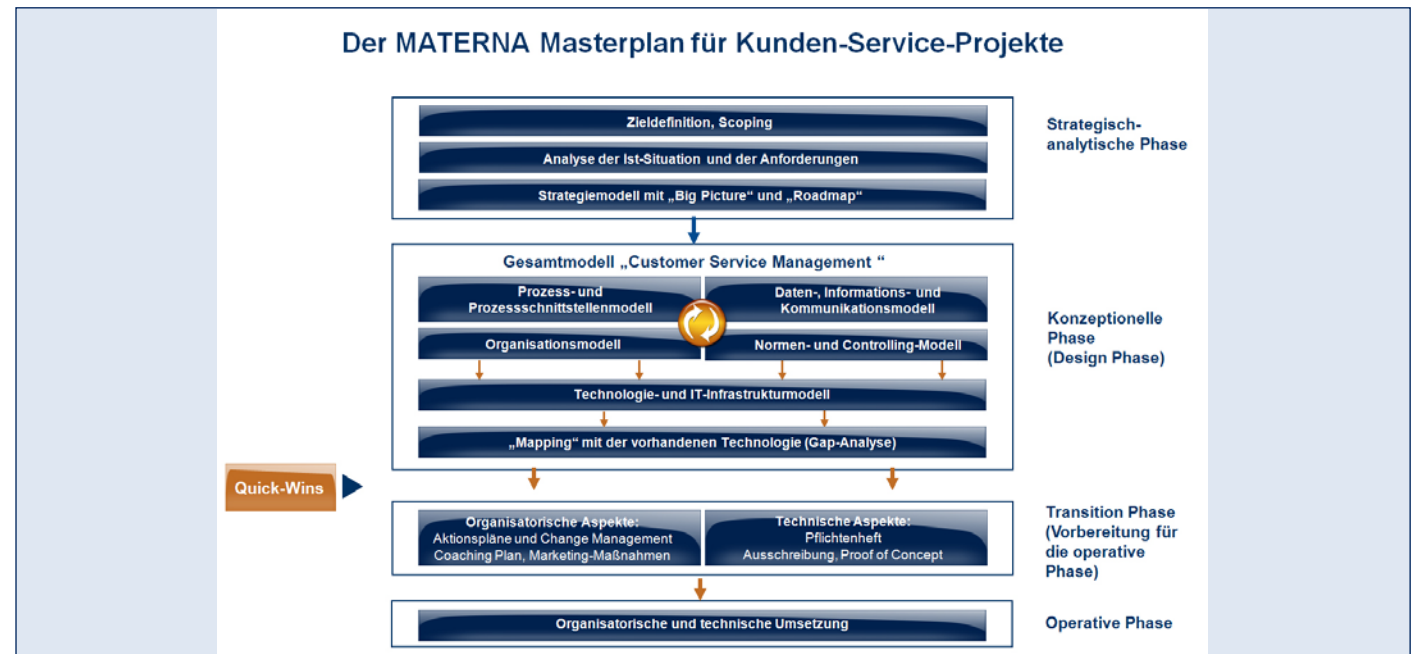 Der MATERNA Masterplan für Kunden-Service-Projekte
Zieldefinition, Scoping
Analyse der Ist-Situation und der Anforderungen
Strategiemodell mit „Big Picture“ und „Roadmap“
Strategisch-
analytische Phase
Gesamtmodell „Customer Service Management “
Prozess- und
Prozessschnittstellenmodell
Daten-, Informations- und
Kommunikationsmodell
Organisationsmodell
Normen- und Controlling-Modell
Technologie- und IT-Infrastrukturmodell
„Mapping“ mit der vorhandenen Technologie (Gap-Analyse)
Konzeptionelle
Phase
(Design Phase)
Quick-Wins
Organisatorische Aspekte:
Aktionspläne und Change Management
Coaching Plan, Marketing-Maßnahmen
Technische Aspekte:
Pflichtenheft
Ausschreibung, Proof of Concept
Transition Phase
(Vorbereitung für
die operative
Phase)
Organisatorische und technische Umsetzung
Operative Phase